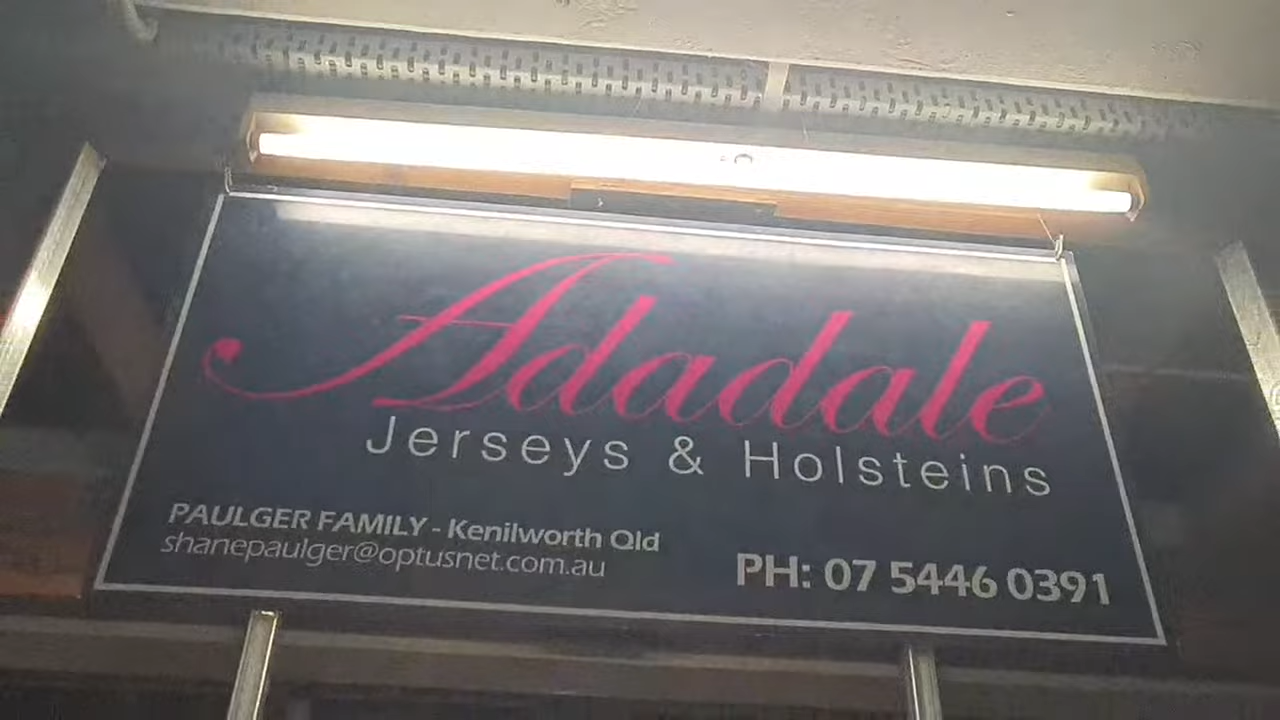 Adadale
Jerseys & Holsteins
PAULGER FAMILY - Kenilworth Qld
shanepaulger@optusnet.com.au
PH: 07 5446 0391